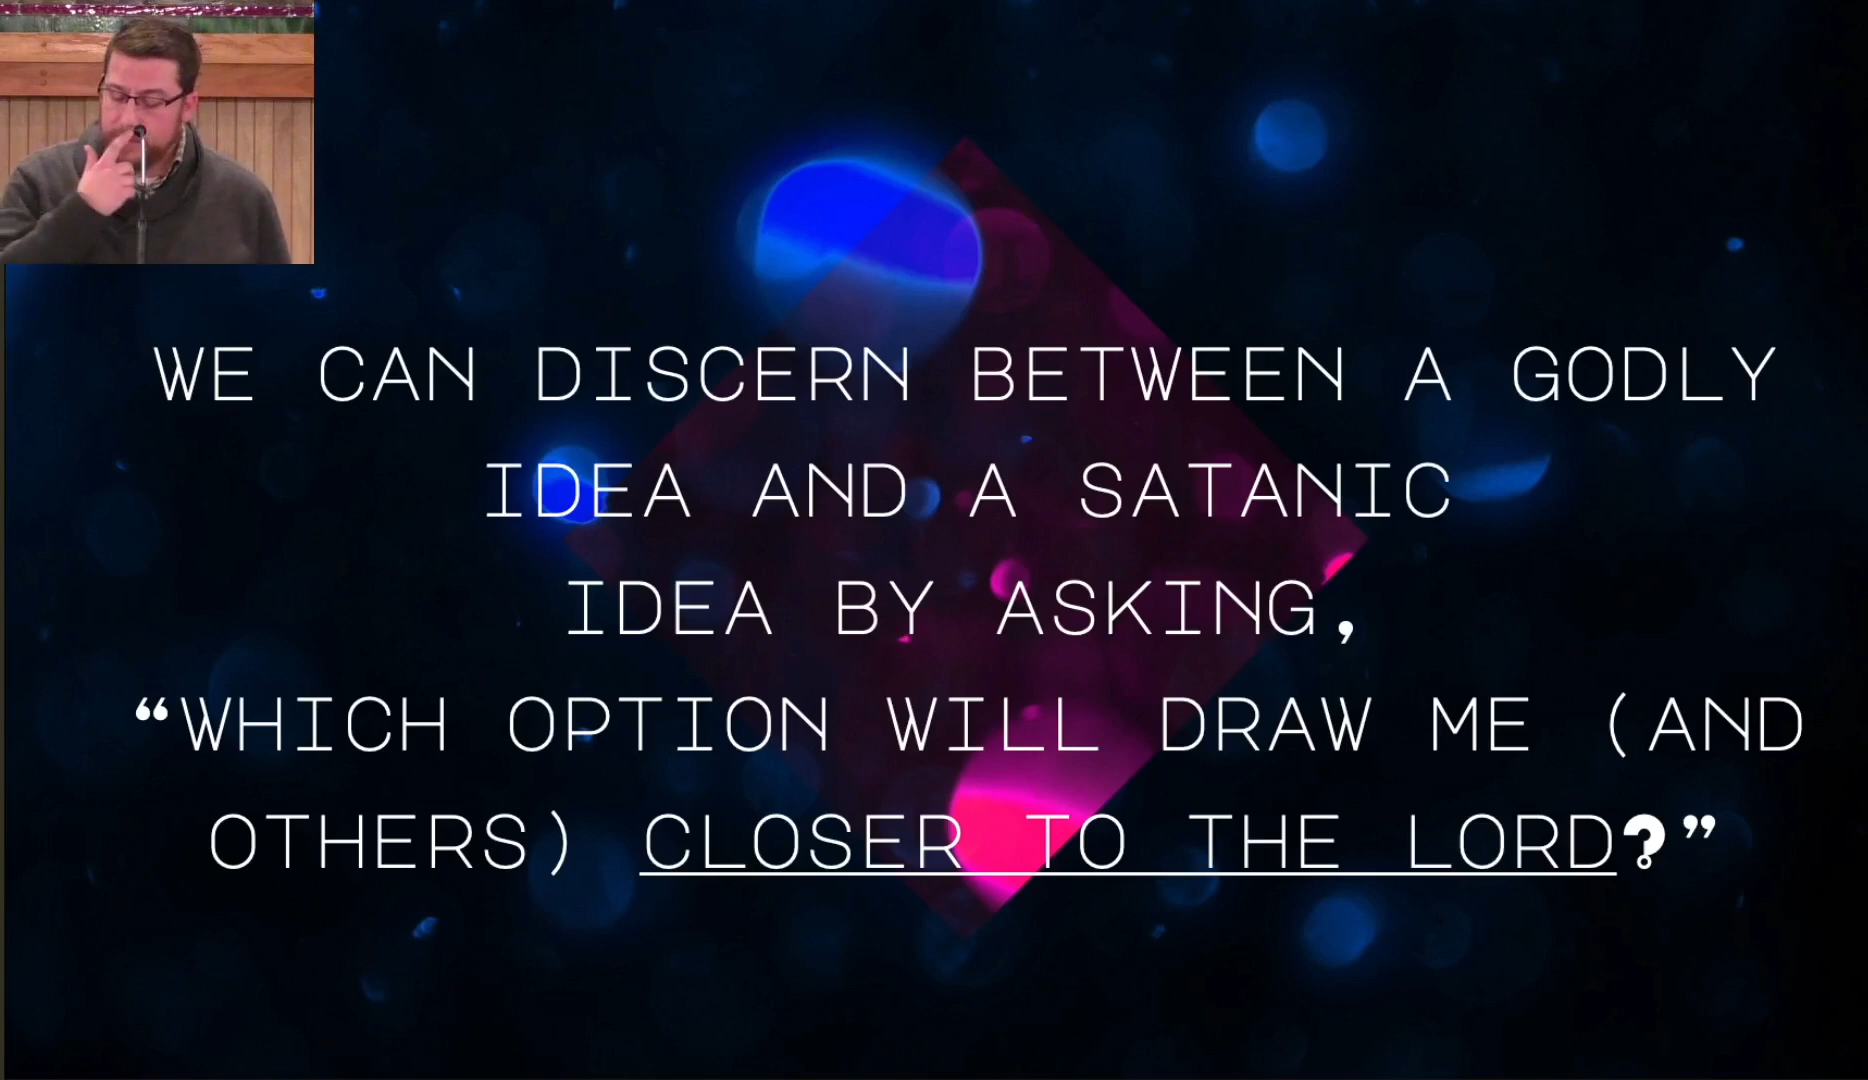 WE CAN DISCERN BETWEEN A GODLY
IDEA AND A SATANIC
IDEA BY ASKING,
“WHICH OPTION WILL DRAW ME (AND
OTHERS) CLOSER TO THE LORD?”